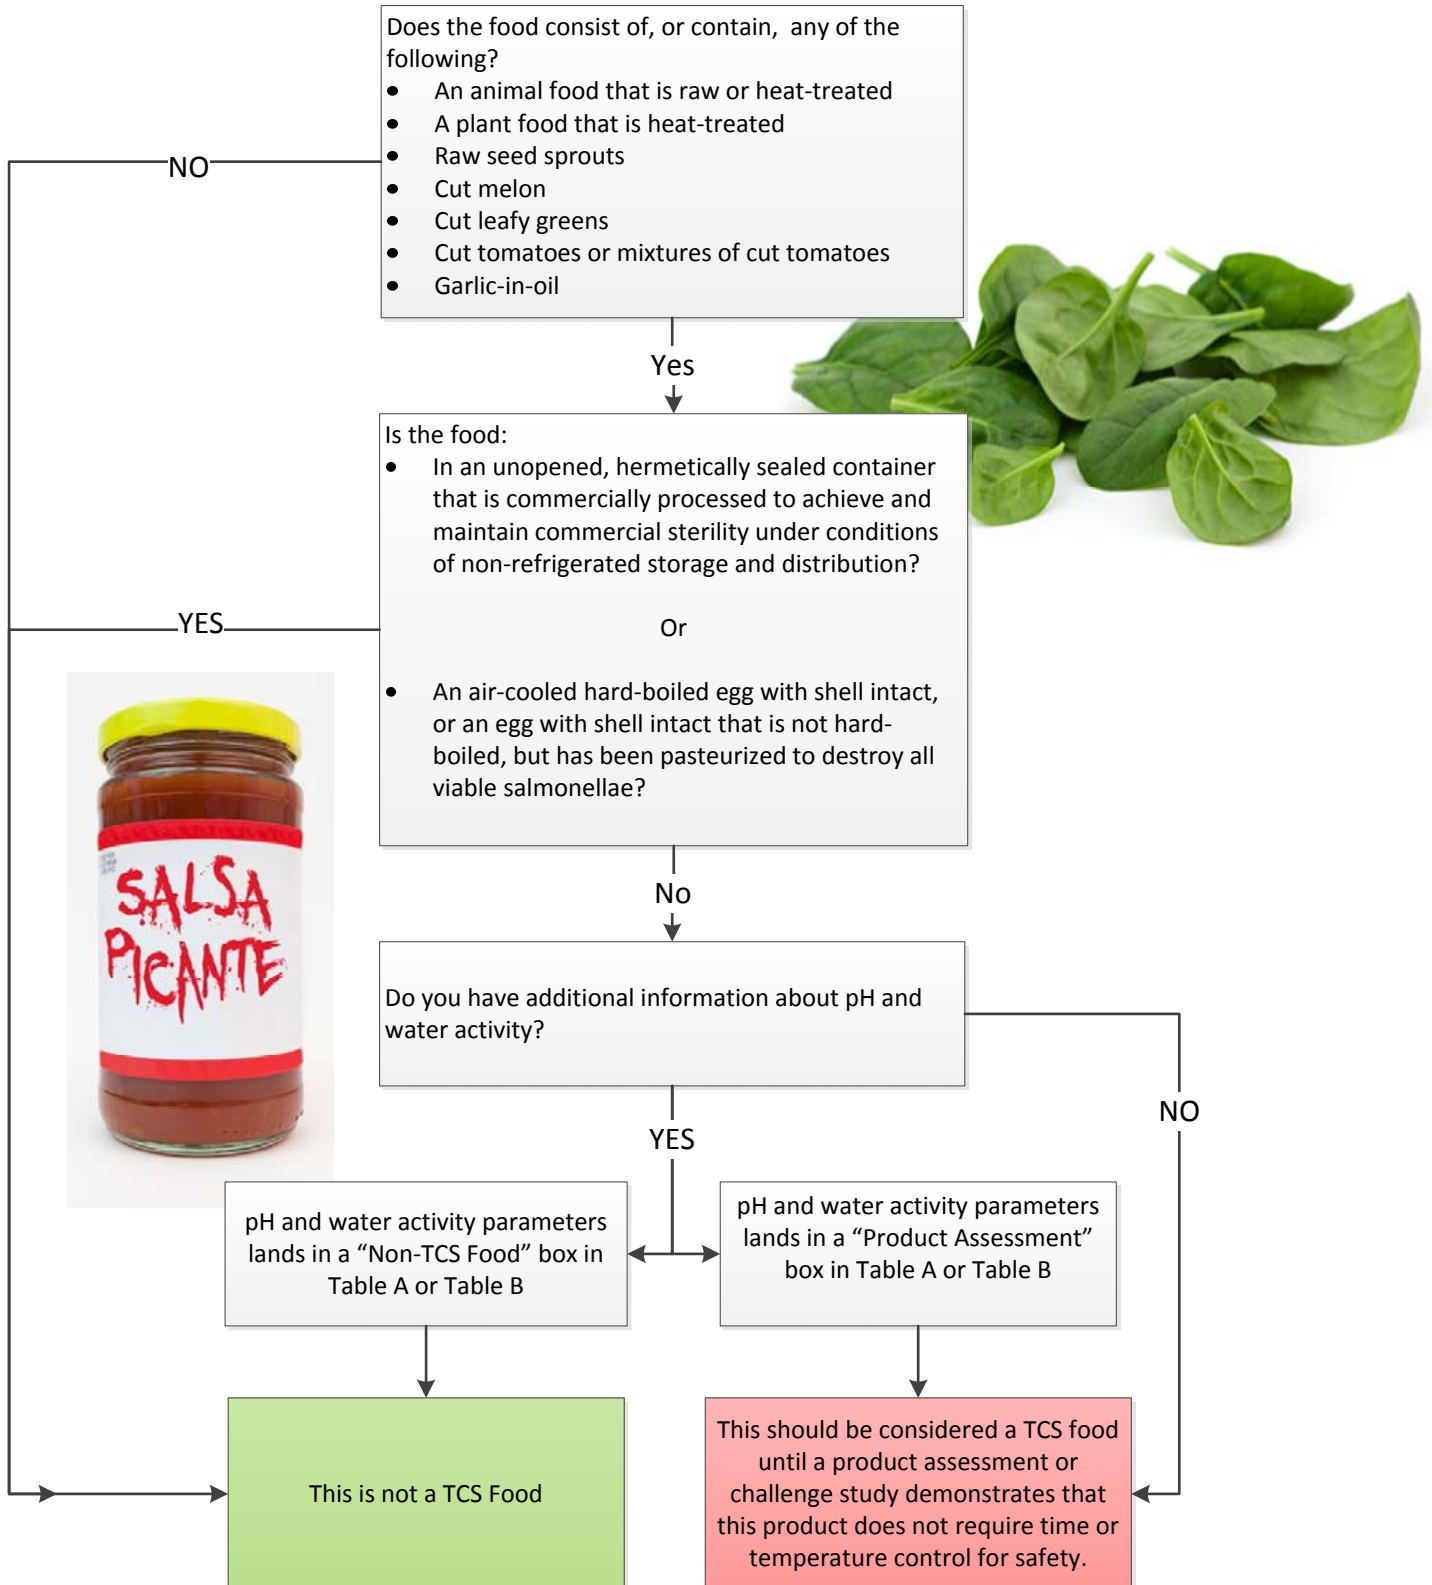 Does the food consist of, or contain, any of the
following?
• An animal food that is raw or heat-treated
• A plant food that is heat-treated
• Raw seed sprouts
• Cut melon
• Cut leafy greens
• Cut tomatoes or mixtures of cut tomatoes
• Garlic-in-oil
NO
Yes
Is the food:
• In an unopened, hermetically sealed container
that is commercially processed to achieve and
maintain commercial sterility under conditions
of non-refrigerated storage and distribution?
Or
• An air-cooled hard-boiled egg with shell intact,
or an egg with shell intact that is not hard-
boiled, but has been pasteurized to destroy all
viable salmonellae?
YES
SALSA
PICANTE
No
Do you have additional information about pH and
water activity?
NO
YES
pH and water activity parameters
lands in a “Non-TCS Food” box in
Table A or Table B
pH and water activity parameters
lands in a “Product Assessment”
box in Table A or Table B
This is not a TCS Food
This should be considered a TCS food
until a product assessment or
challenge study demonstrates that
this product does not require time or
temperature control for safety.